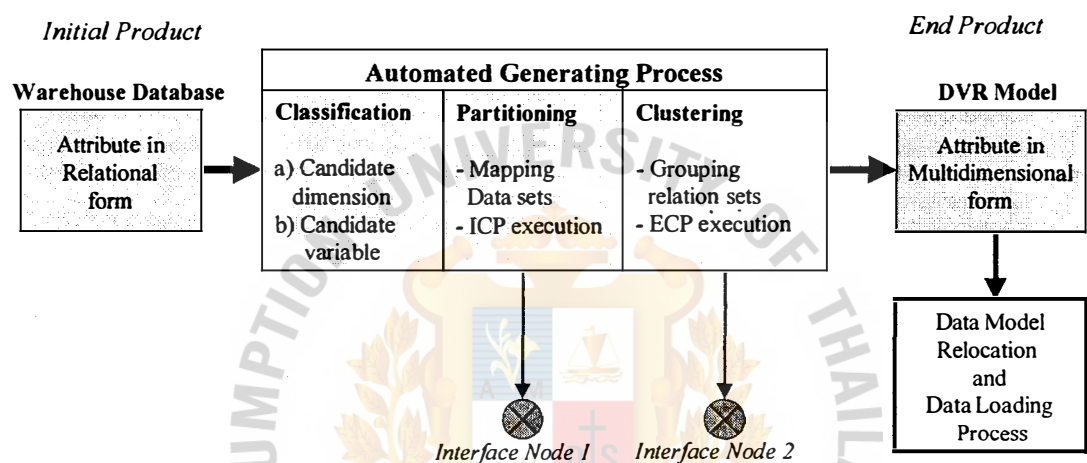 Initial Product
End Product
Warehouse Database
Attribute in
Relational
form
Automated Generating Process
Classification
a) Candidate
dimension
b) Candidate
variable
Partitioning
- Mapping
Data sets
- ICP execution
Clustering
- Grouping
relation sets
- ECP execution
DVR Model
Attribute in
Multidimensional
form
Data Model
Relocation
and
Data Loading
Process
Interface Node 1
Interface Node 2